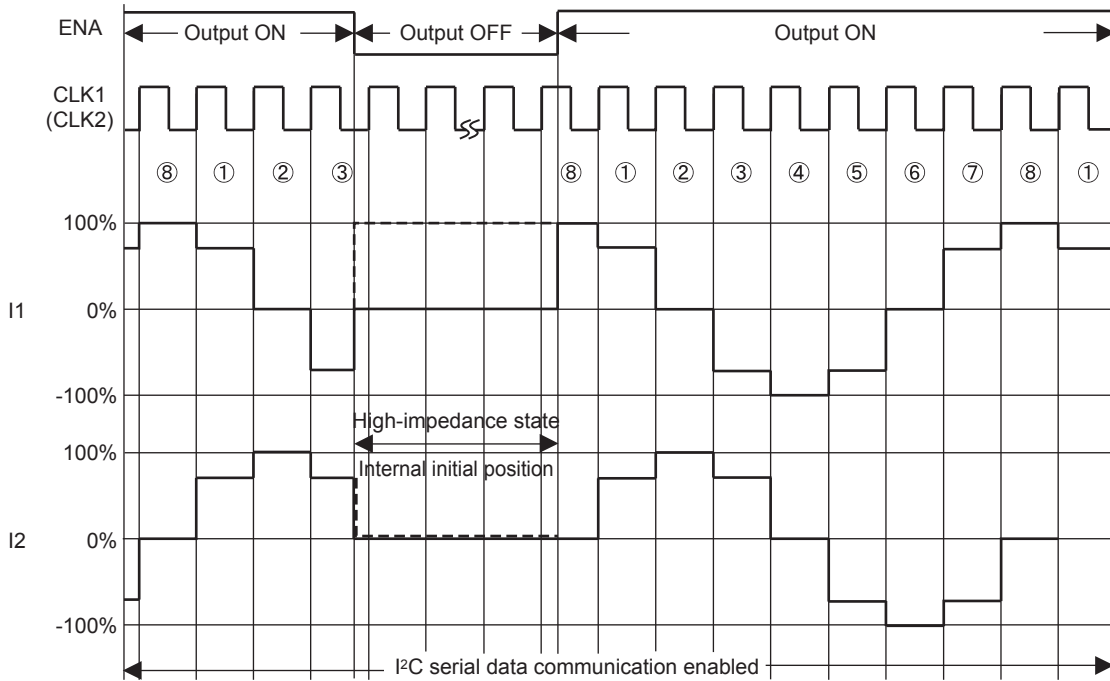 ENA
Output ON
Output OFF
Output ON
CLK1
(CLK2)
⑧ ① ② ③ ⑧ ① ② ③ ④ ⑤ ⑥ ⑦ ⑧ ①
100%
I1
0%
-100%
High-impedance state
100%
Internal initial position
I2
0%
-100%
I²C serial data communication enabled